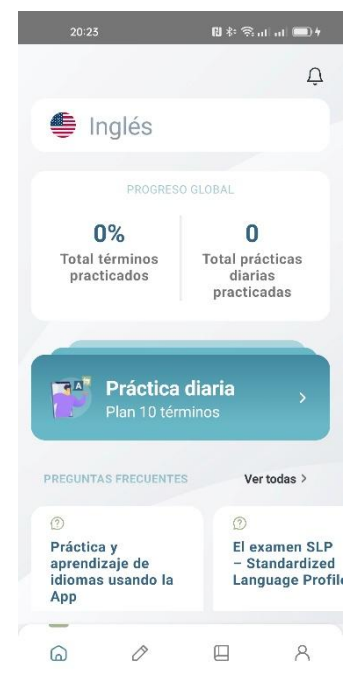 20:23
Inglés
PROGRESO GLOBAL
0%
Total términos
practicados
0
Total prácticas
diarias
practicadas
Práctica diaria
Plan 10 términos
PREGUNTAS FRECUENTES
Ver todas >
Práctica y
aprendizaje de
idiomas usando la
App
El examen SLP
– Standardized
Language Profile